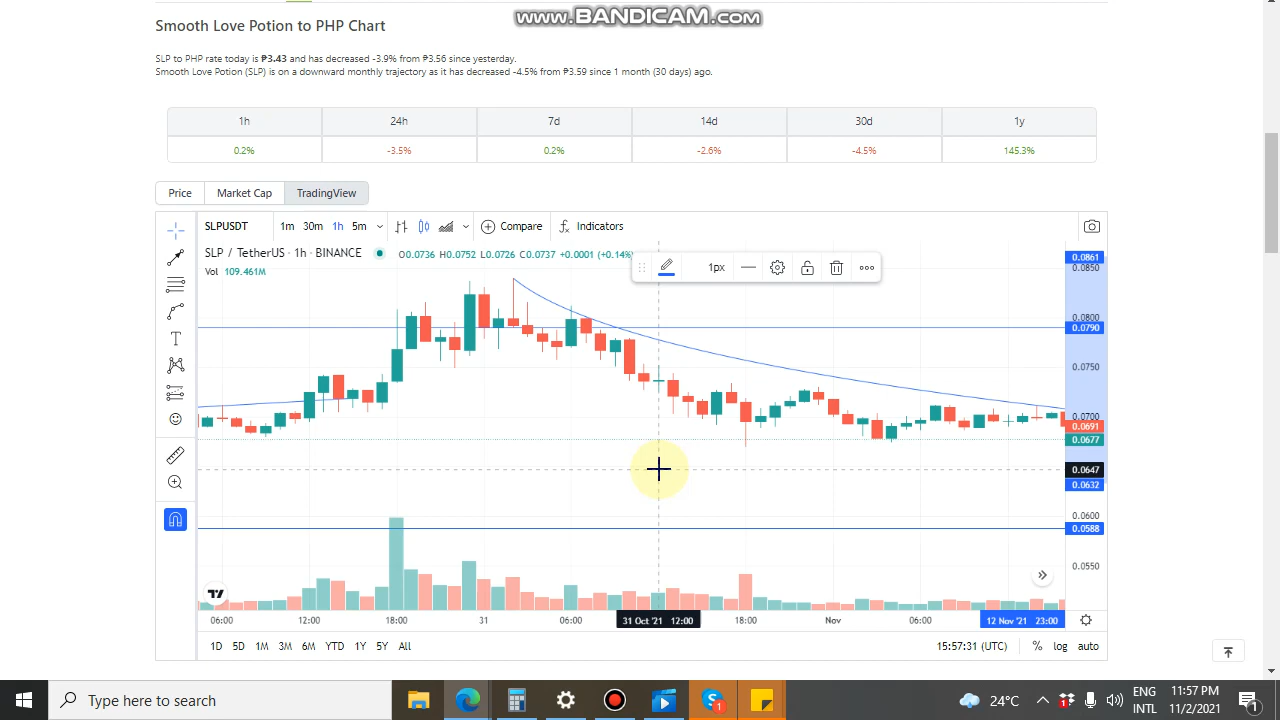 www.BANDICAM.com
Smooth Love Potion to PHP Chart
SLP to PHP rate today is ₱3.43 and has decreased -3.9% from ₱3.56 since yesterday.
Smooth Love Potion (SLP) is on a downward monthly trajectory as it has decreased -4.5% from ₱3.59 since 1 month (30 days) ago.
1h 24h 7d 14d 30d 1y
0.2% -3.5% 0.2% -2.6% -4.5% 145.3%
Price Market Cap TradingView
SLPUSDT 1m 30m 1h 5m Compare Indicators
SLP / TetherUS · 1h · BINANCE O0.0736 H0.0752 L0.0726 C0.0737 +0.0001 (+0.14%)
Vol 109.461M
1px
0.0861
0.0850
0.0800
0.0790
0.0750
0.0700
0.0691
0.0677
0.0647
0.0632
0.0600
0.0588
0.0550
06:00 12:00 18:00 31 06:00 31 Oct '21 12:00 18:00 Nov 06:00 12 Nov '21 23:00
1D 5D 1M 3M 6M YTD 1Y 5Y All 15:57:31 (UTC) % log auto
Type here to search
1
24°C
1
ENG
INTL
11:57 PM
11/2/2021
1